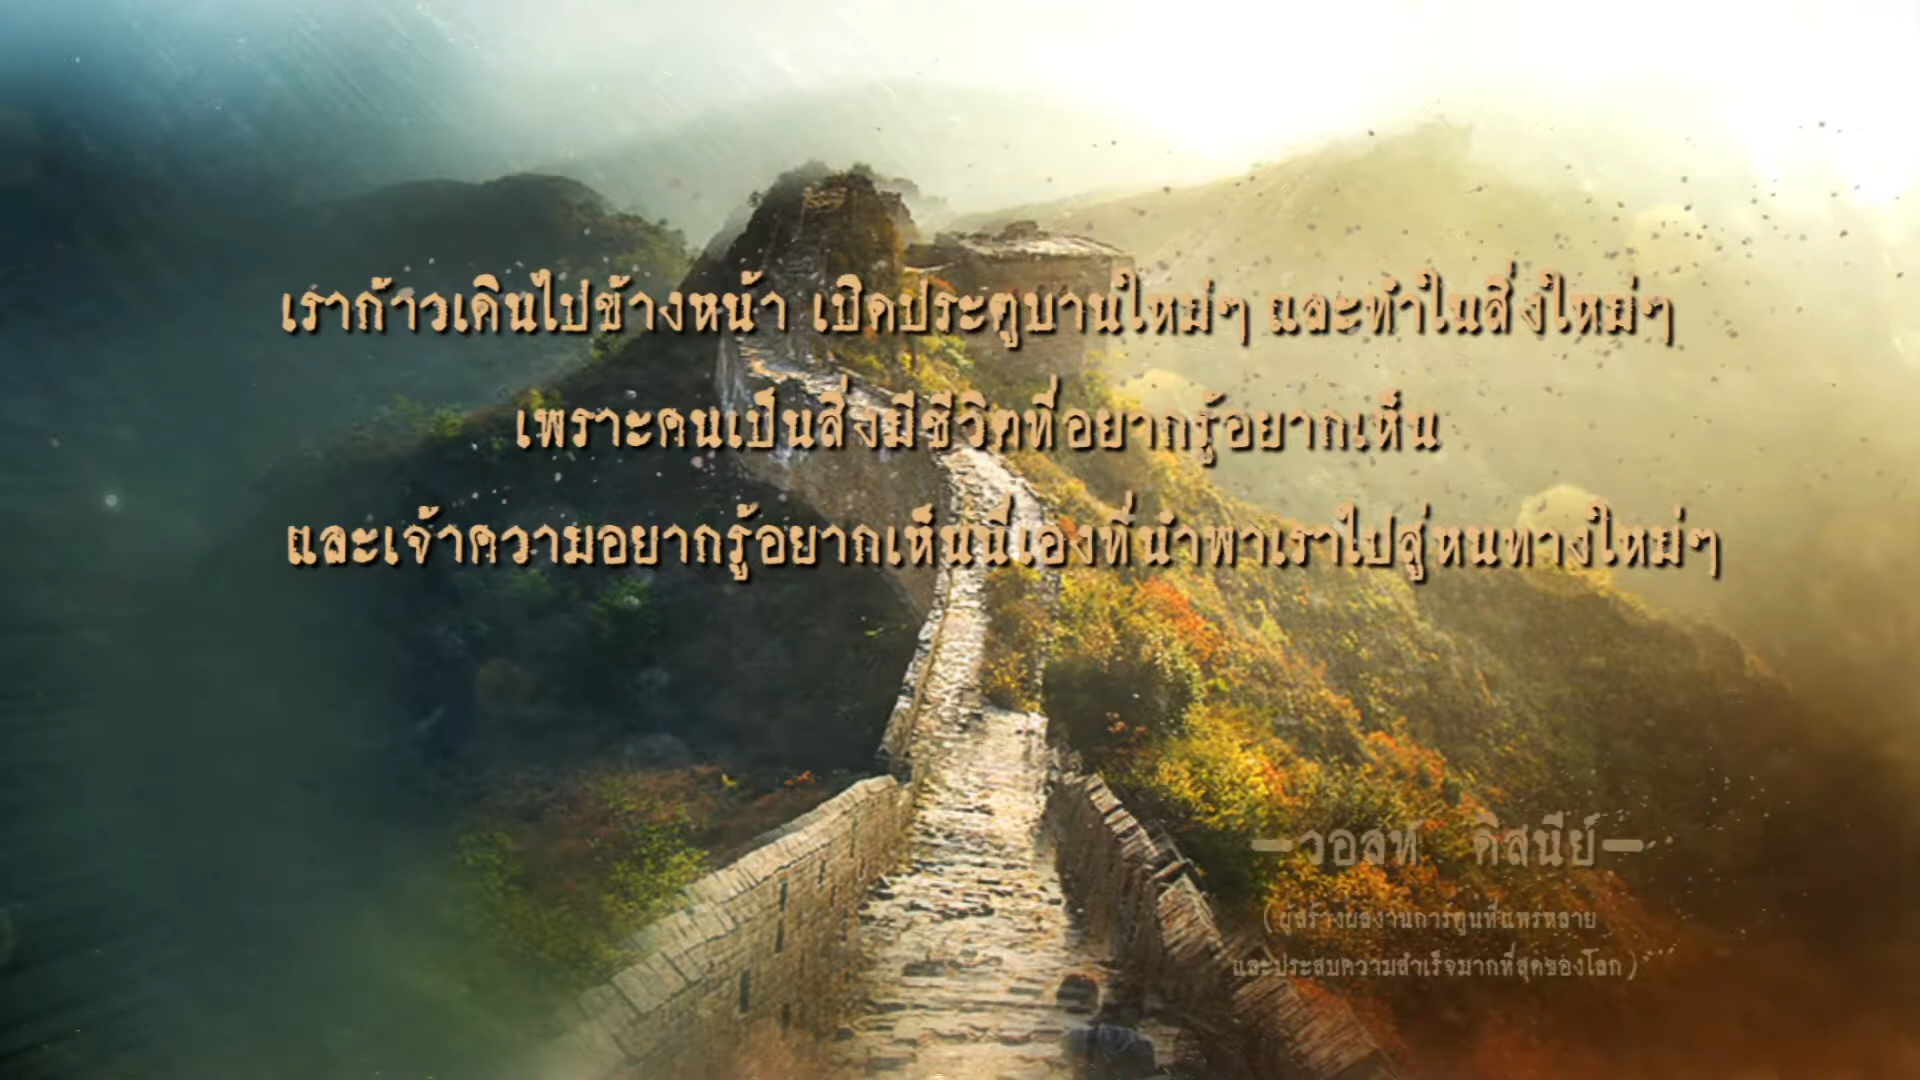 เราก้าวเดินไปข้างหน้า เปิดประตูบานใหม่ๆ และทำในสิ่งใหม่ๆ
เพราะคนเป็นสิ่งมีชีวิตที่อยากรู้อยากเห็น
และเจ้าความอยากรู้อยากเห็นนี่เองที่นำพาเราไปสู่หนทางใหม่ๆ
—วอลท์ ดิสนีย์—
(ผู้สร้างผลงานการ์ตูนที่แพร่หลาย
และประสบความสำเร็จมากที่สุดของโลก)